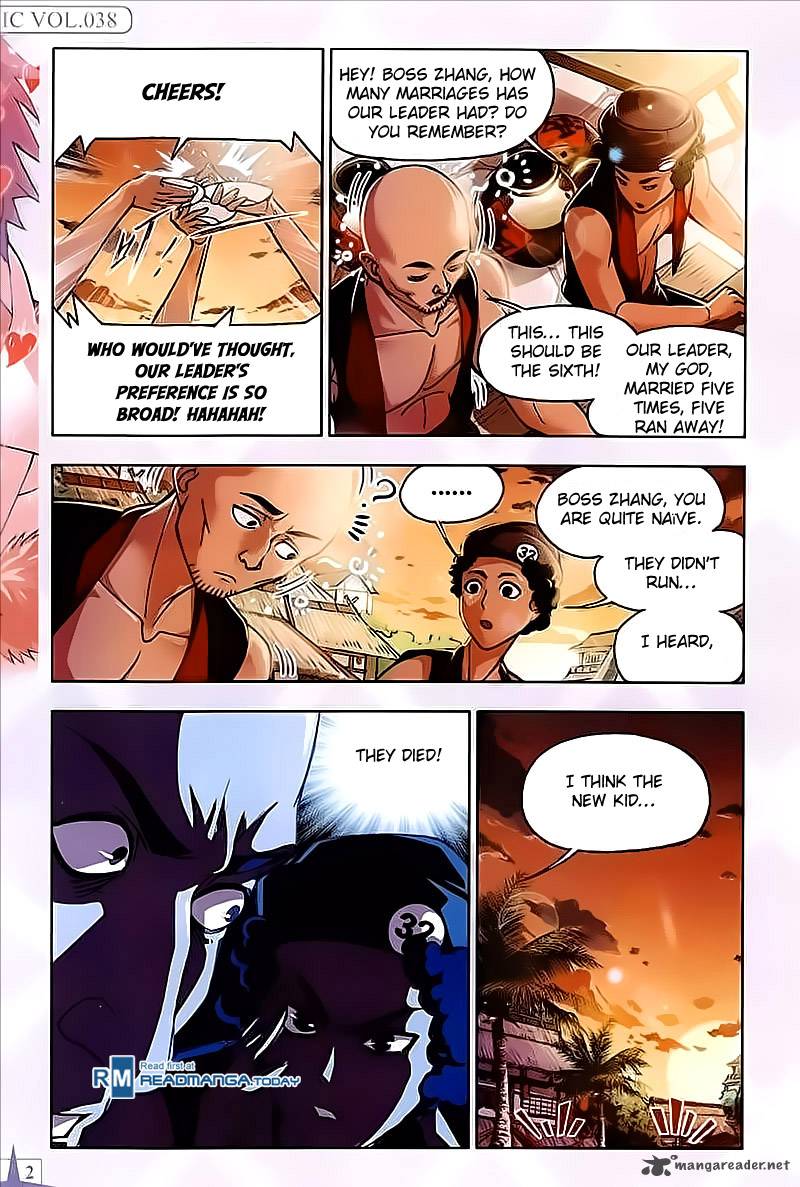 IC VOL.038
CHEERS!
WHO WOULD'VE THOUGHT,
OUR LEADER'S
PREFERENCE IS SO
BROAD! HAHAHAH!
HEY! BOSS ZHANG, HOW
MANY MARRIAGES HAS
OUR LEADER HAD? DO
YOU REMEMBER?
THIS... THIS
SHOULD BE
THE SIXTH!
OUR LEADER,
MY GOD,
MARRIED FIVE
TIMES, FIVE
RAN AWAY!
?
......
32
BOSS ZHANG, YOU
ARE QUITE NAïVE.
THEY DIDN'T
RUN...
I HEARD,
THEY DIED!
32
I THINK THE
NEW KID...
RM
Read first at
READMANGA.TODAY
2
mangareader.net